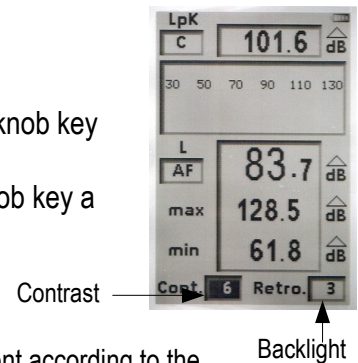 LpK
C 101.6 dB
30 50 70 90 110 130
knob key
L
AF 83.7 dB
ob key a
max 128.5 dB
min 61.8 dB
Contrast
Cont. 6 Retro. 3
Backlight
nt according to the